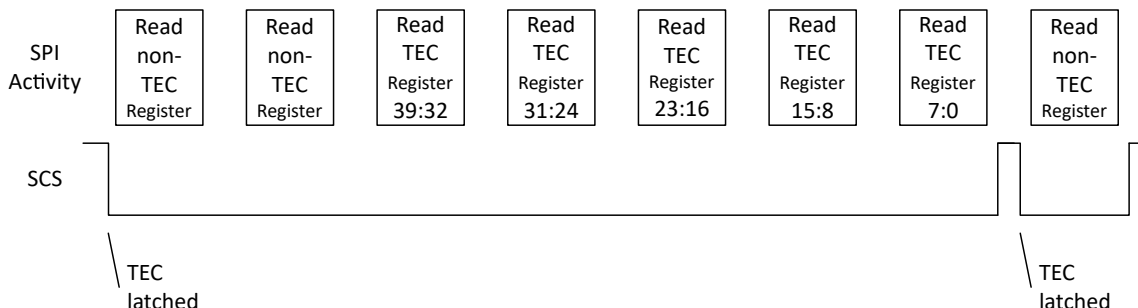 SPI
Activity
Read
non-
TEC
Register
Read
non-
TEC
Register
Read
TEC
Register
39:32
Read
TEC
Register
31:24
Read
TEC
Register
23:16
Read
TEC
Register
15:8
Read
TEC
Register
7:0
Read
non-
TEC
Register
SCS
TEC
latched
TEC
latched